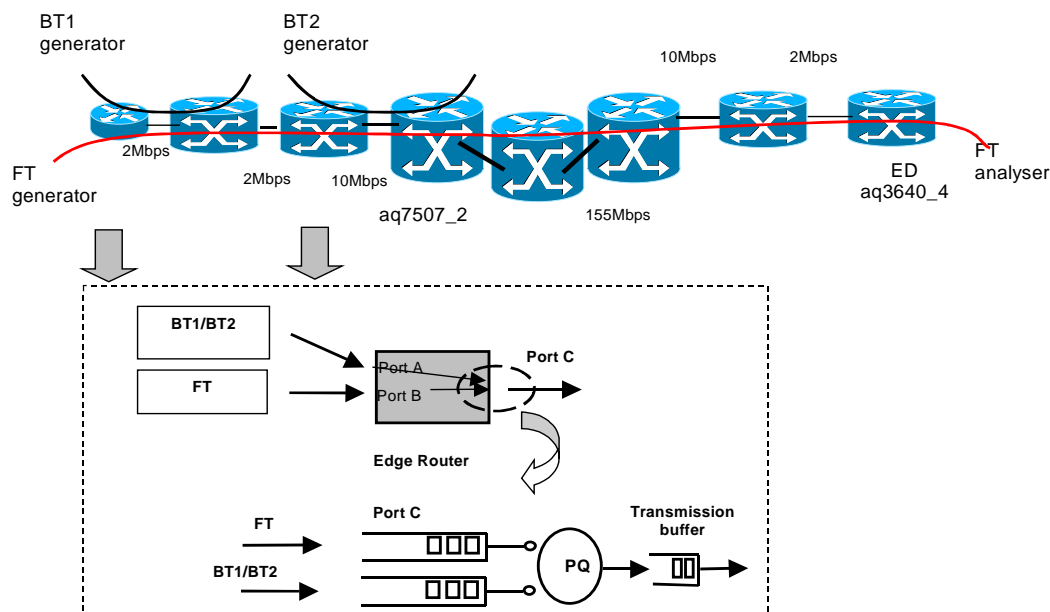 BT1
generator
BT2
generator
10Mbps
2Mbps
2Mbps
2Mbps
10Mbps
155Mbps
FT
generator
aq7507_2
ED
aq3640_4
FT
analyser
BT1/BT2
FT
Port A
Port B
Port C
Edge Router
Port C
Transmission
buffer
FT
BT1/BT2
PQ